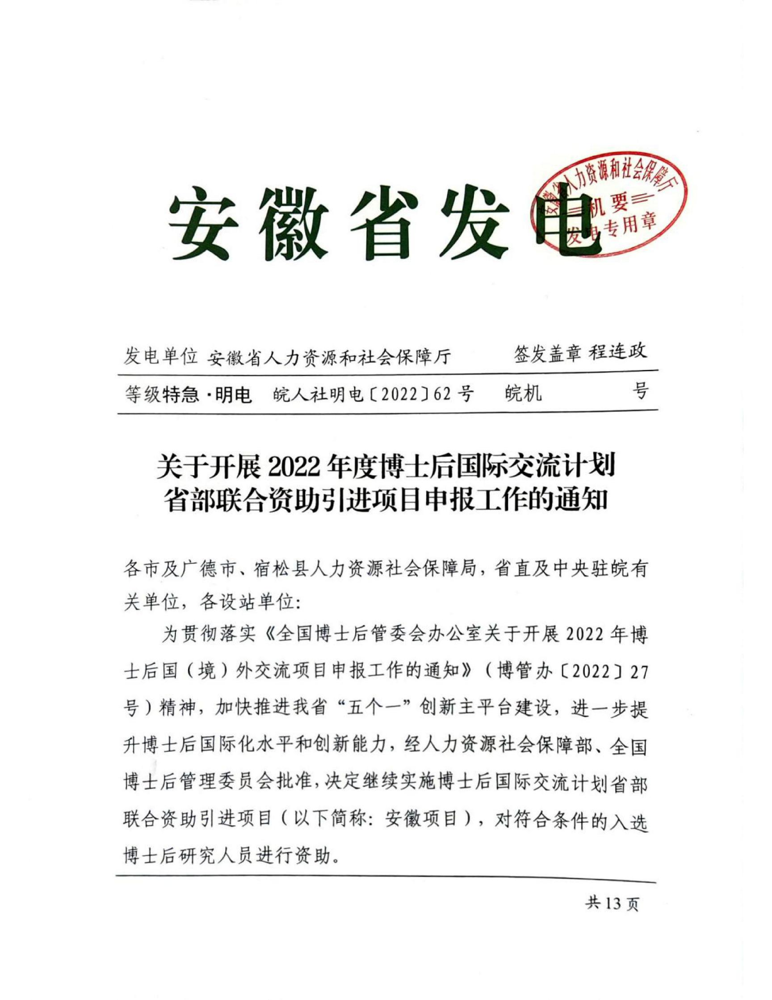 安徽省发电
安徽省人力资源和社会保障厅
机要
发电专用章
发电单位 安徽省人力资源和社会保障厅 签发盖章 程连政
等级特急·明电 皖人社明电〔2022〕62号 皖机 号
关于开展2022年度博士后国际交流计划
省部联合资助引进项目申报工作的通知
各市及广德市、宿松县人力资源社会保障局，省直及中央驻皖有
关单位，各设站单位：
为贯彻落实《全国博士后管委会办公室关于开展2022年博
士后国（境）外交流项目申报工作的通知》（博管办〔2022〕27
号）精神，加快推进我省“五个一”创新主平台建设，进一步提
升博士后国际化水平和创新能力，经人力资源社会保障部、全国
博士后管理委员会批准，决定继续实施博士后国际交流计划省部
联合资助引进项目（以下简称：安徽项目），对符合条件的入选
博士后研究人员进行资助。
共13页